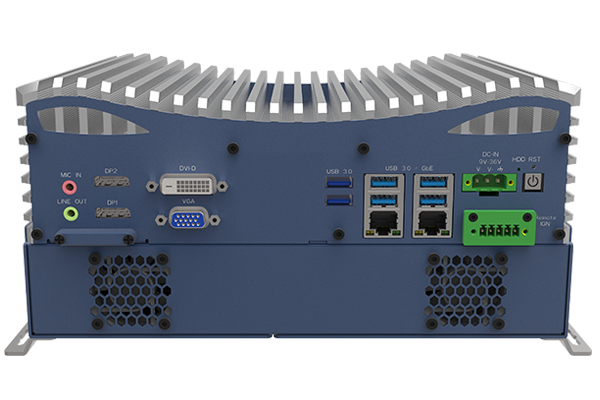 DC-IN
9V-36V
HDD RST
DP2
DVI-D
USB 3.0
USB 3.0 · GbE
MIC IN
LINE OUT
DP1
VGA
Remote
IGN